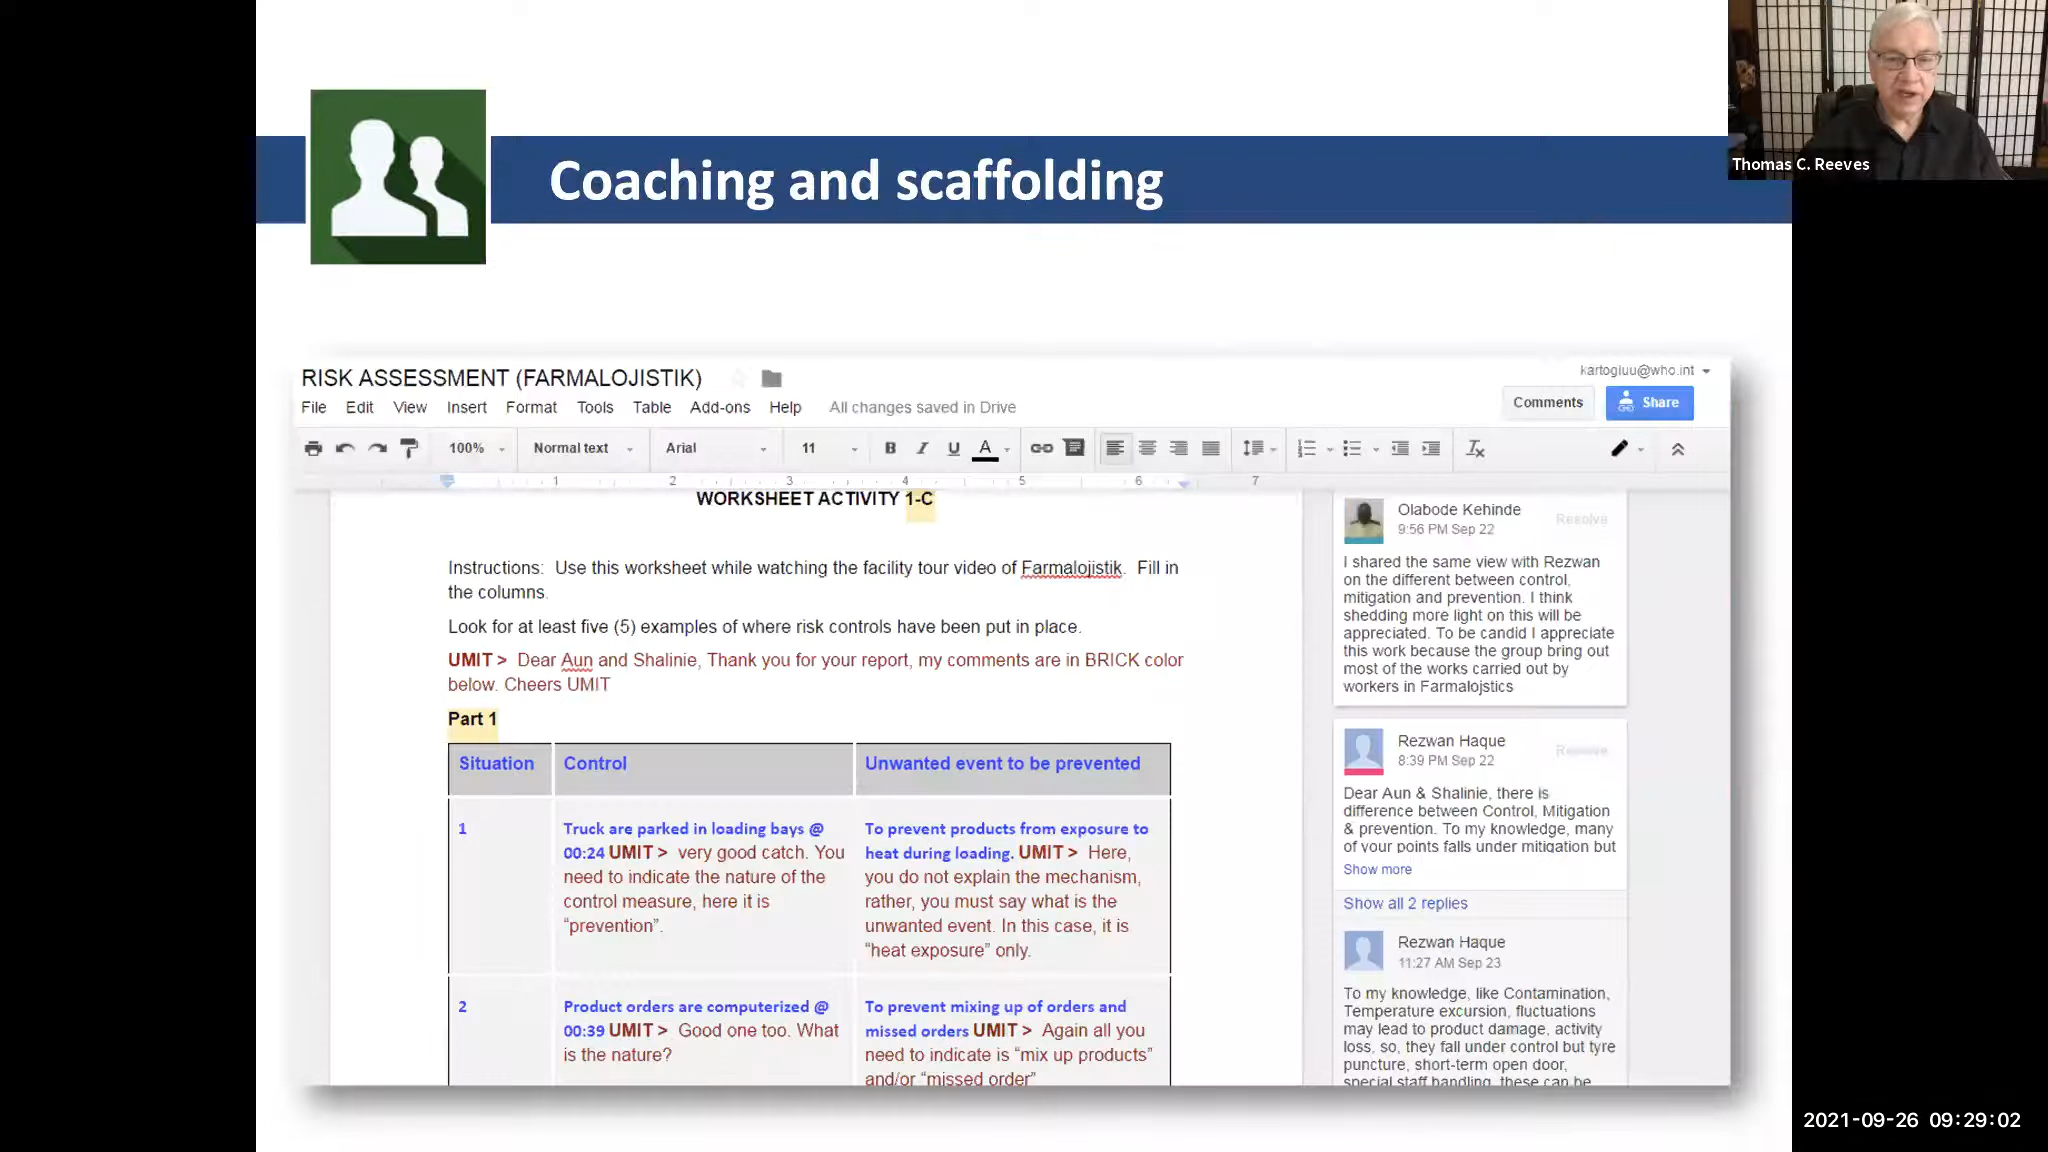 Coaching and scaffolding
Thomas C. Reeves
RISK ASSESSMENT (FARMALOJISTIK)
kartogluu@who.int
File Edit View Insert Format Tools Table Add-ons Help All changes saved in Drive
Comments
Share
100% Normal text Arial 11 B I U A
1 2 3 4 5 6 7
WORKSHEET ACTIVITY 1-C
Instructions: Use this worksheet while watching the facility tour video of Farmalojistik. Fill in
the columns.
Look for at least five (5) examples of where risk controls have been put in place.
UMIT > Dear Aun and Shalinie, Thank you for your report, my comments are in BRICK color
below. Cheers UMIT
Part 1
Situation
Control
Unwanted event to be prevented
1
Truck are parked in loading bays @
00:24 UMIT > very good catch. You
need to indicate the nature of the
control measure, here it is
“prevention”.
To prevent products from exposure to
heat during loading. UMIT > Here,
you do not explain the mechanism,
rather, you must say what is the
unwanted event. In this case, it is
“heat exposure” only.
2
Product orders are computerized @
00:39 UMIT > Good one too. What
is the nature?
To prevent mixing up of orders and
missed orders UMIT > Again all you
need to indicate is “mix up products”
and/or “missed order”
Olabode Kehinde
9:56 PM Sep 22
Resolve
I shared the same view with Rezwan
on the different between control,
mitigation and prevention. I think
shedding more light on this will be
appreciated. To be candid I appreciate
this work because the group bring out
most of the works carried out by
workers in Farmalojstics
Rezwan Haque
8:39 PM Sep 22
Resolve
Dear Aun & Shalinie, there is
difference between Control, Mitigation
& prevention. To my knowledge, many
of your points falls under mitigation but
Show more
Show all 2 replies
Rezwan Haque
11:27 AM Sep 23
To my knowledge, like Contamination,
Temperature excursion, fluctuations
may lead to product damage, activity
loss, so, they fall under control but tyre
puncture, short-term open door,
special staff handling, these can be
2021-09-26 09:29:02